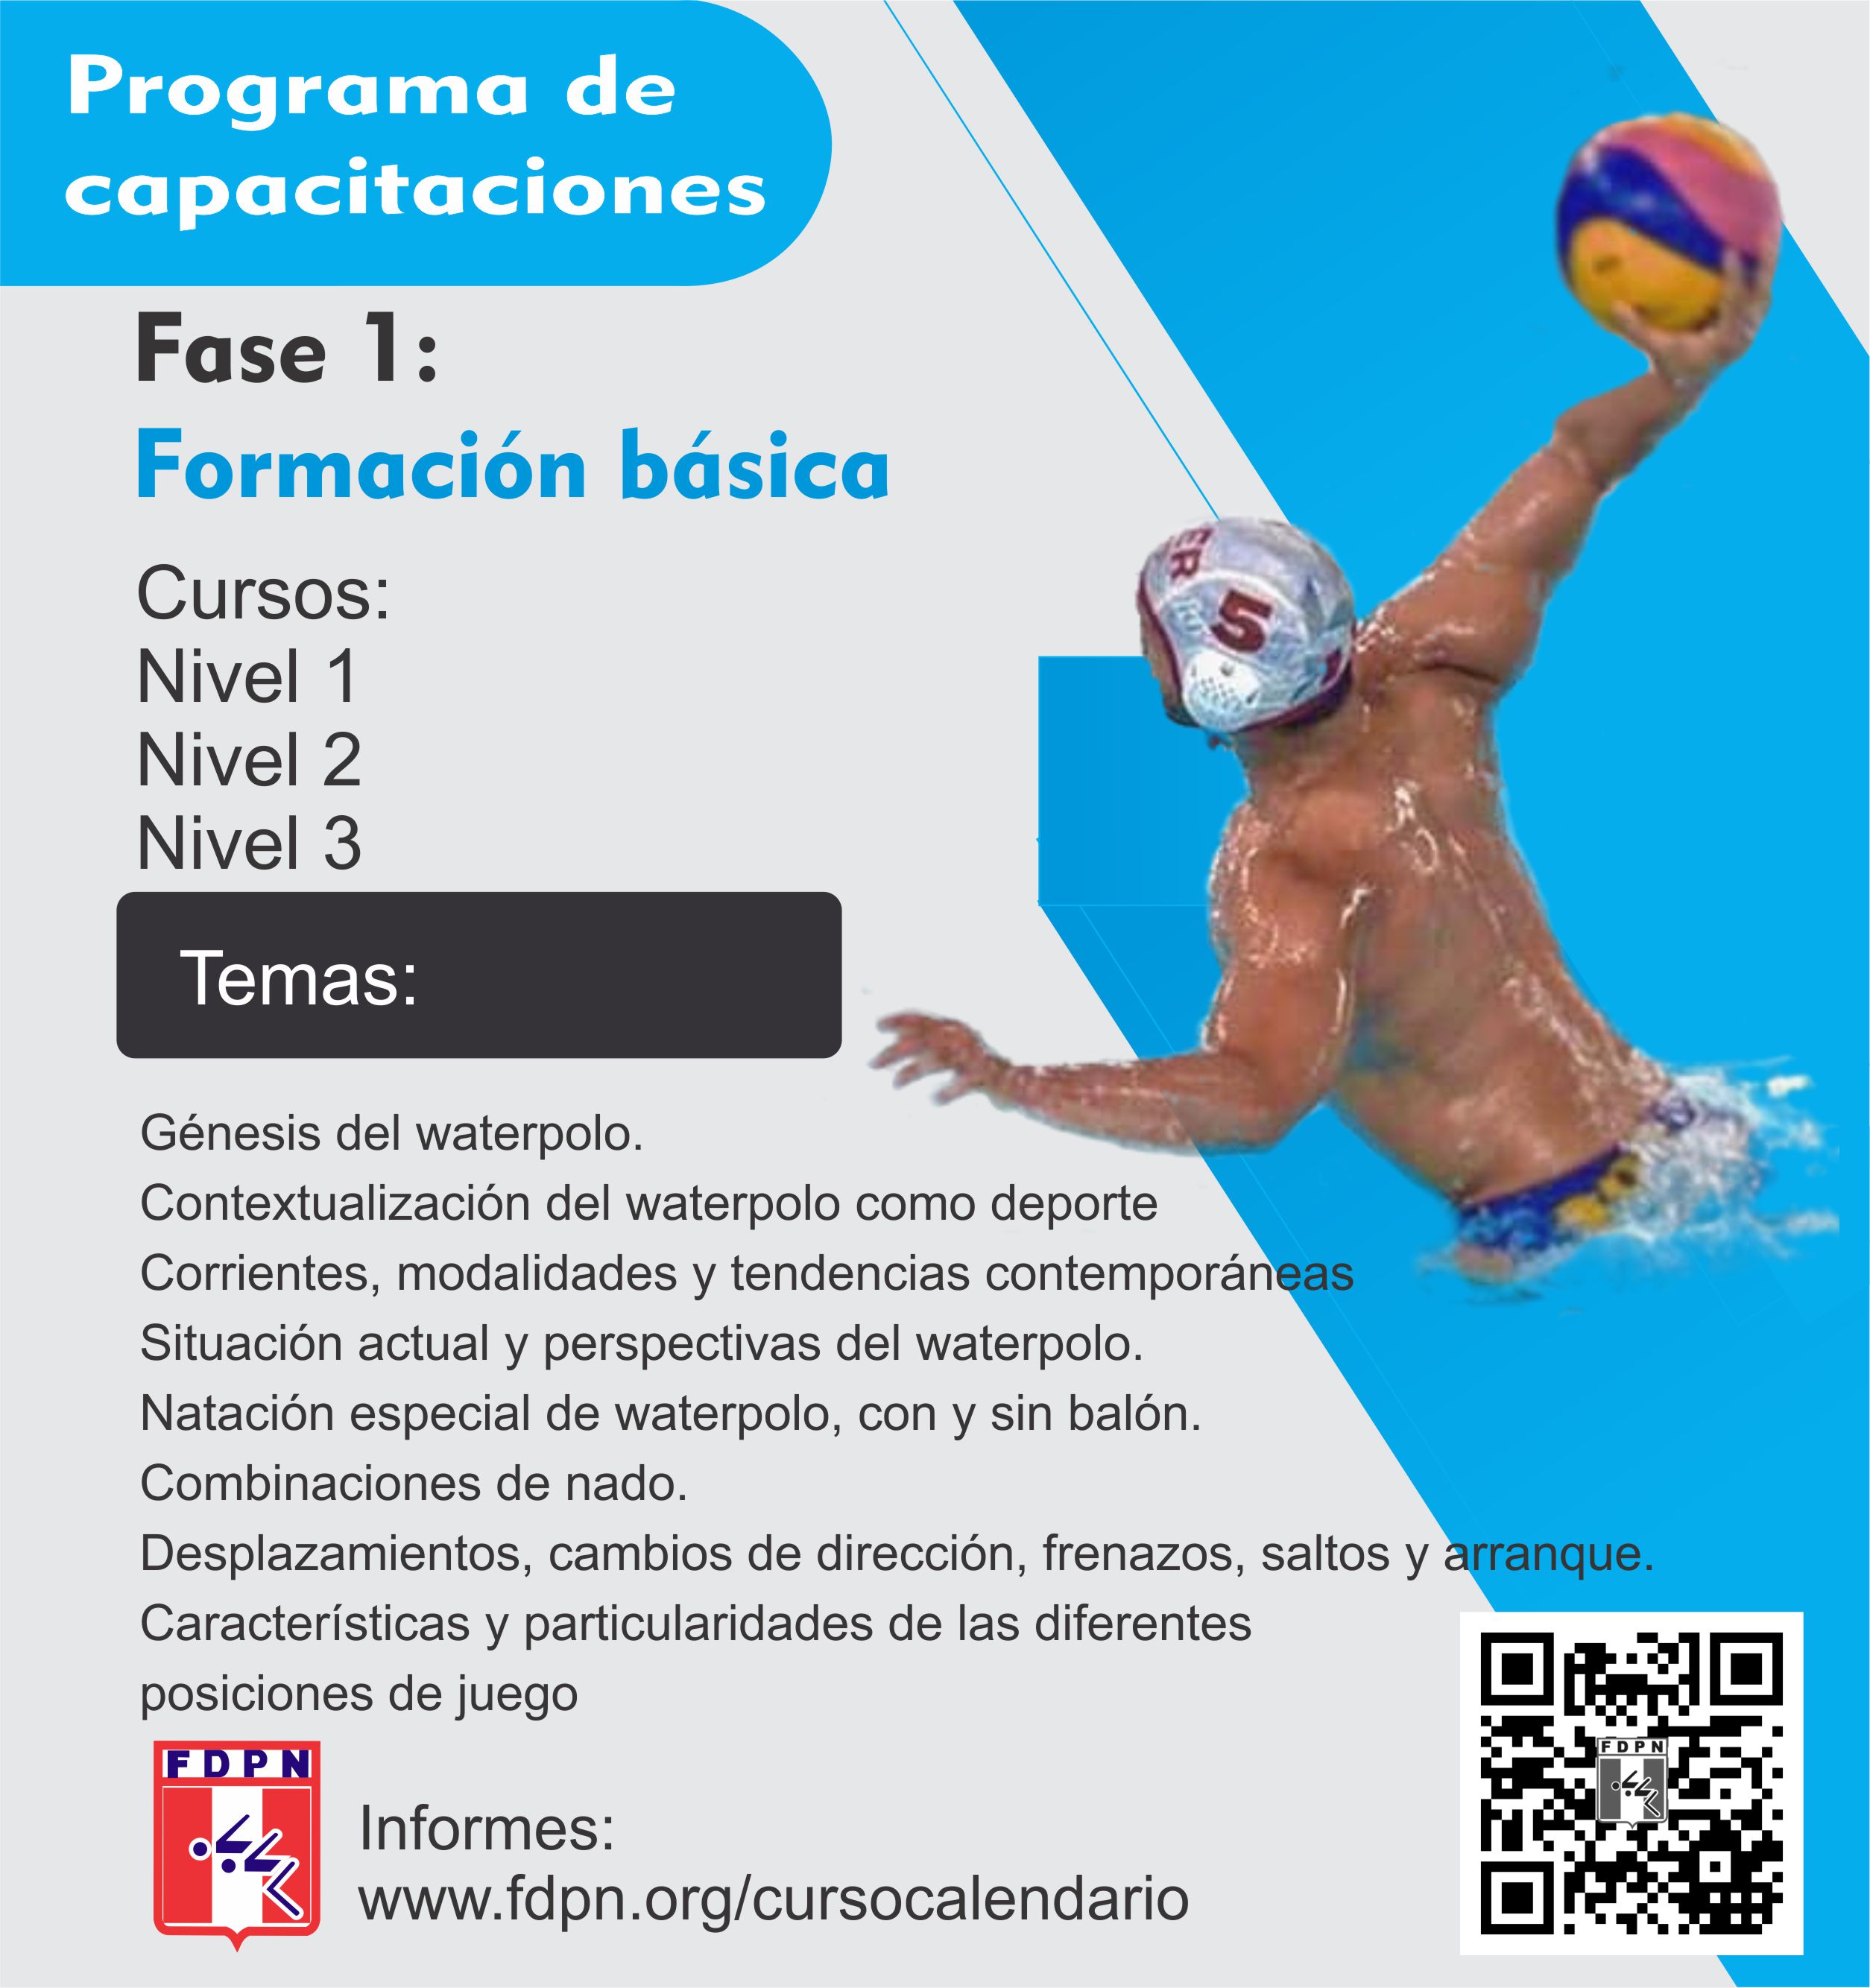 Programa de
capacitaciones
Fase 1:
Formación básica
Cursos:
Nivel 1
Nivel 2
Nivel 3
ER
5
Temas:
Génesis del waterpolo.
Contextualización del waterpolo como deporte
Corrientes, modalidades y tendencias contemporáneas
Situación actual y perspectivas del waterpolo.
Natación especial de waterpolo, con y sin balón.
Combinaciones de nado.
Desplazamientos, cambios de dirección, frenazos, saltos y arranque.
Características y particularidades de las diferentes
posiciones de juego
FDPN
Informes:
www.fdpn.org/cursocalendario
FDPN